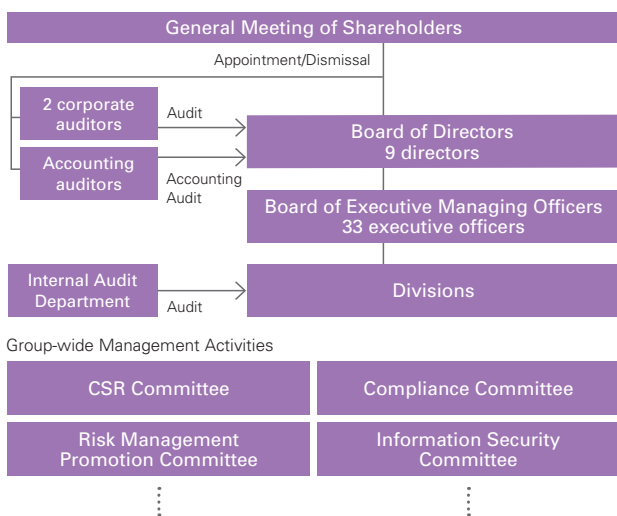 General Meeting of Shareholders
Appointment/Dismissal
2 corporate
auditors
Audit
Board of Directors
9 directors
Accounting
auditors
Accounting
Audit
Board of Executive Managing Officers
33 executive officers
Internal Audit
Department
Audit
Divisions
Group-wide Management Activities
CSR Committee
Compliance Committee
Risk Management
Promotion Committee
Information Security
Committee